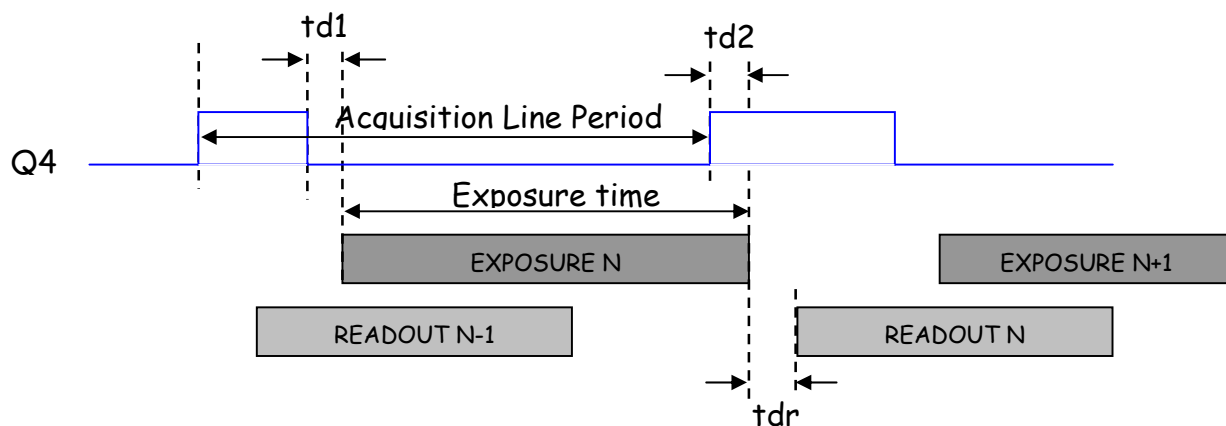 td1
td2
Acquisition Line Period
Q4
Exposure time
EXPOSURE N
EXPOSURE N+1
READOUT N-1
READOUT N
tdr